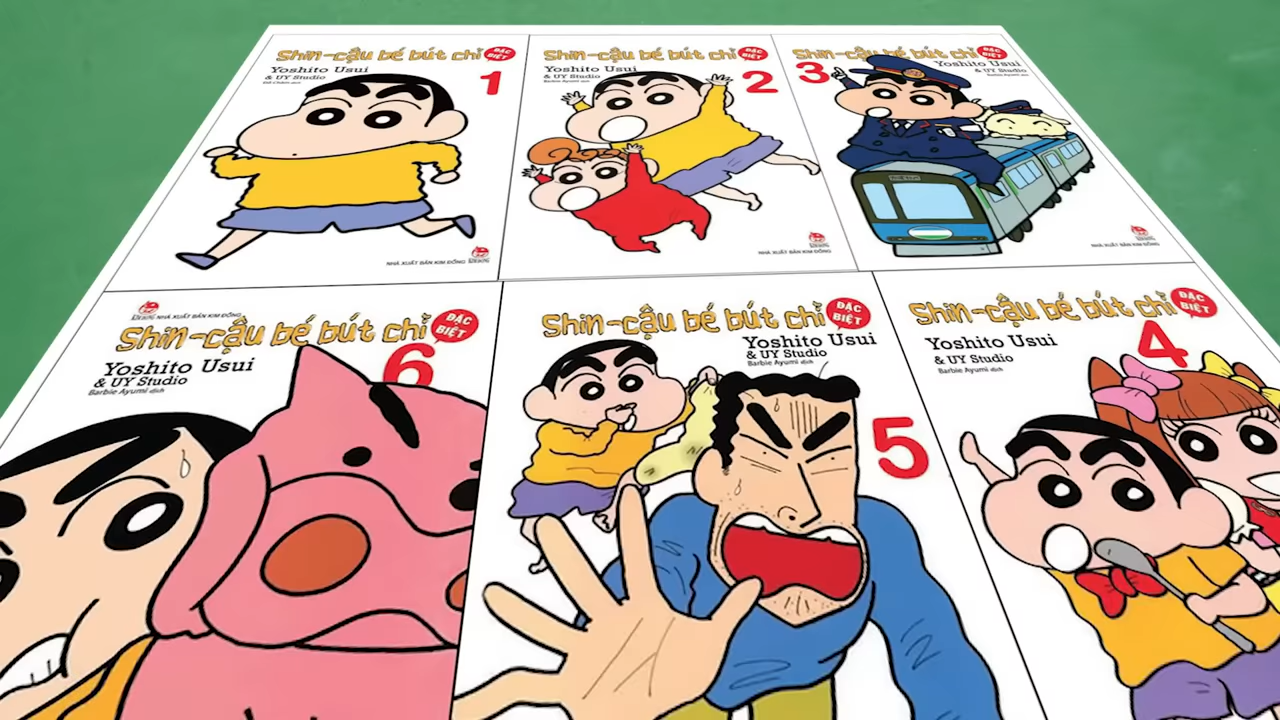 Shin-cậu bé bút chì
ĐẶC BIỆT
Yoshito Usui
& UY Studio
1
NHÀ XUẤT BẢN KIM ĐỒNG
Shin-cậu bé bút chì
ĐẶC BIỆT
Yoshito Usui
& UY Studio
Barbie Ayumi dịch
2
NHÀ XUẤT BẢN KIM ĐỒNG
Shin-cậu bé bút chì
ĐẶC BIỆT
3
Yoshito Usui
& UY Studio
Barbie Ayumi dịch
NHÀ XUẤT BẢN KIM ĐỒNG
NHÀ XUẤT BẢN KIM ĐỒNG
Shin-cậu bé bút chì
ĐẶC BIỆT
6
Yoshito Usui
& UY Studio
Barbie Ayumi dịch
Shin-cậu bé bút chì
ĐẶC BIỆT
Yoshito Usui
& UY Studio
Barbie Ayumi dịch
5
Shin-cậu bé bút chì
ĐẶC BIỆT
Yoshito Usui
& UY Studio
Barbie Ayumi dịch
4